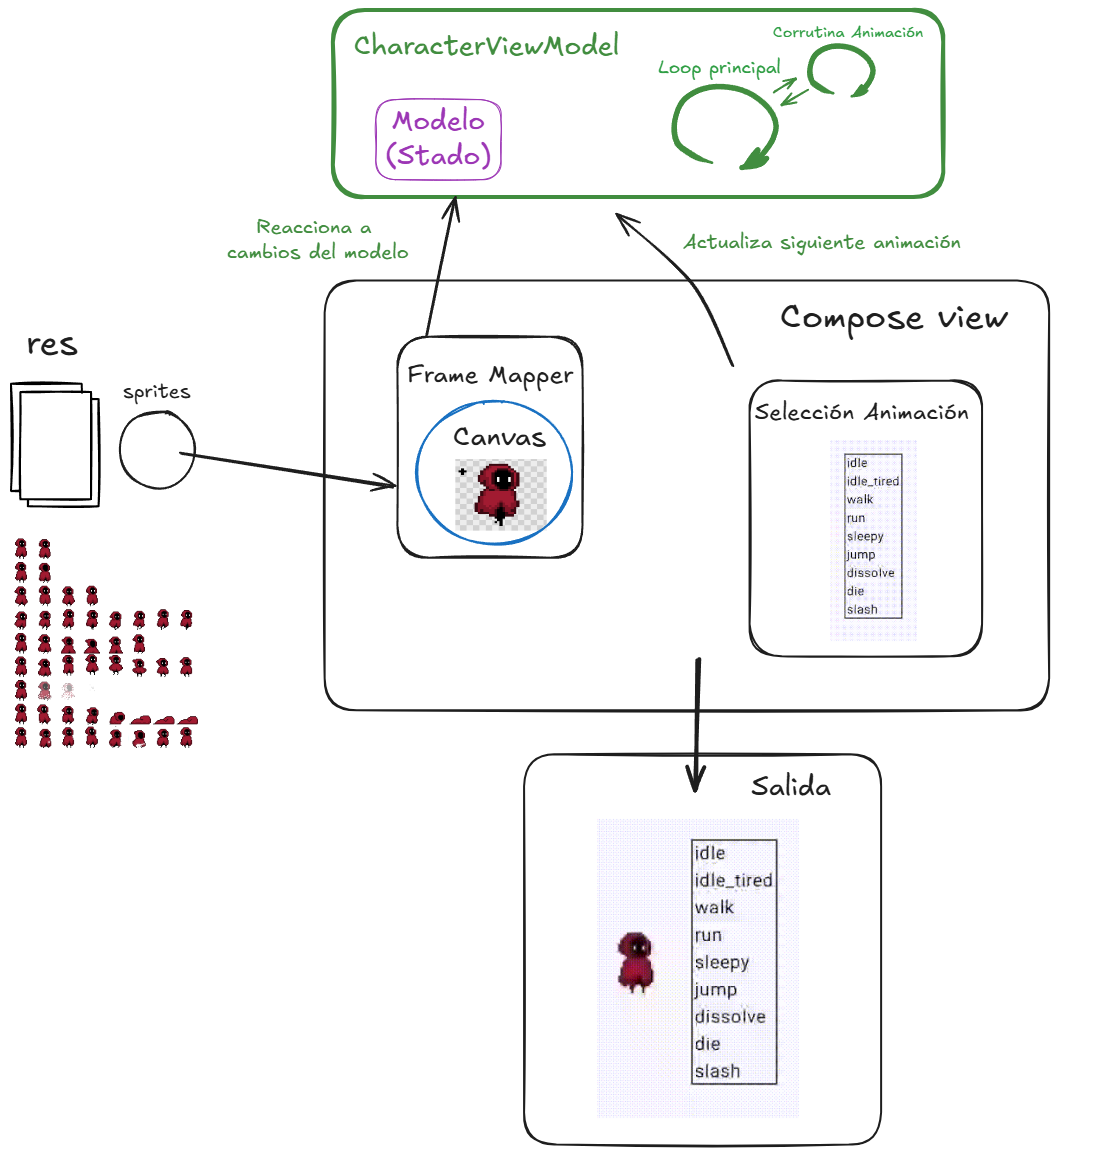 CharacterViewModel
Corrutina Animación
Loop principal
Modelo
(Stado)
Reacciona a
cambios del modelo
Actualiza siguiente animación
Compose view
res
sprites
Frame Mapper
Canvas
Selección Animación
idle
idle_tired
walk
run
sleepy
jump
dissolve
die
slash
Salida
idle
idle_tired
walk
run
sleepy
jump
dissolve
die
slash